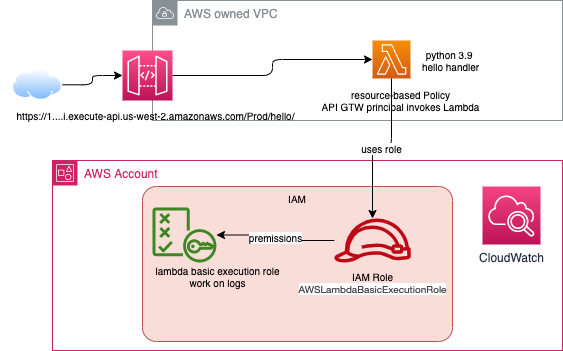 AWS owned VPC
python 3.9
hello handler
resource-based Policy
API GTW principal invokes Lambda
https://1....i.execute-api.us-west-2.amazonaws.com/Prod/hello/
uses role
AWS Account
IAM
premissions
lambda basic execution role
work on logs
IAM Role
AWSLambdaBasicExecutionRole
CloudWatch